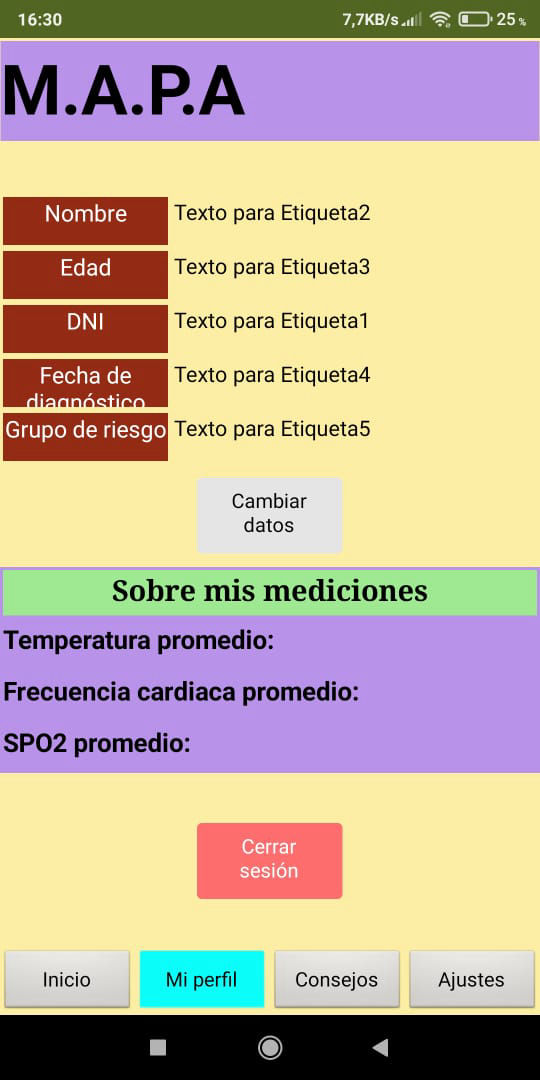 16:30 7,7KB/s 25 %
M.A.P.A
Nombre Texto para Etiqueta2
Edad Texto para Etiqueta3
DNI Texto para Etiqueta1
Fecha de Texto para Etiqueta4
diagnóstico
Grupo de riesgo Texto para Etiqueta5
Cambiar
datos
Sobre mis mediciones
Temperatura promedio:
Frecuencia cardiaca promedio:
SPO2 promedio:
Cerrar
sesión
Inicio Mi perfil Consejos Ajustes